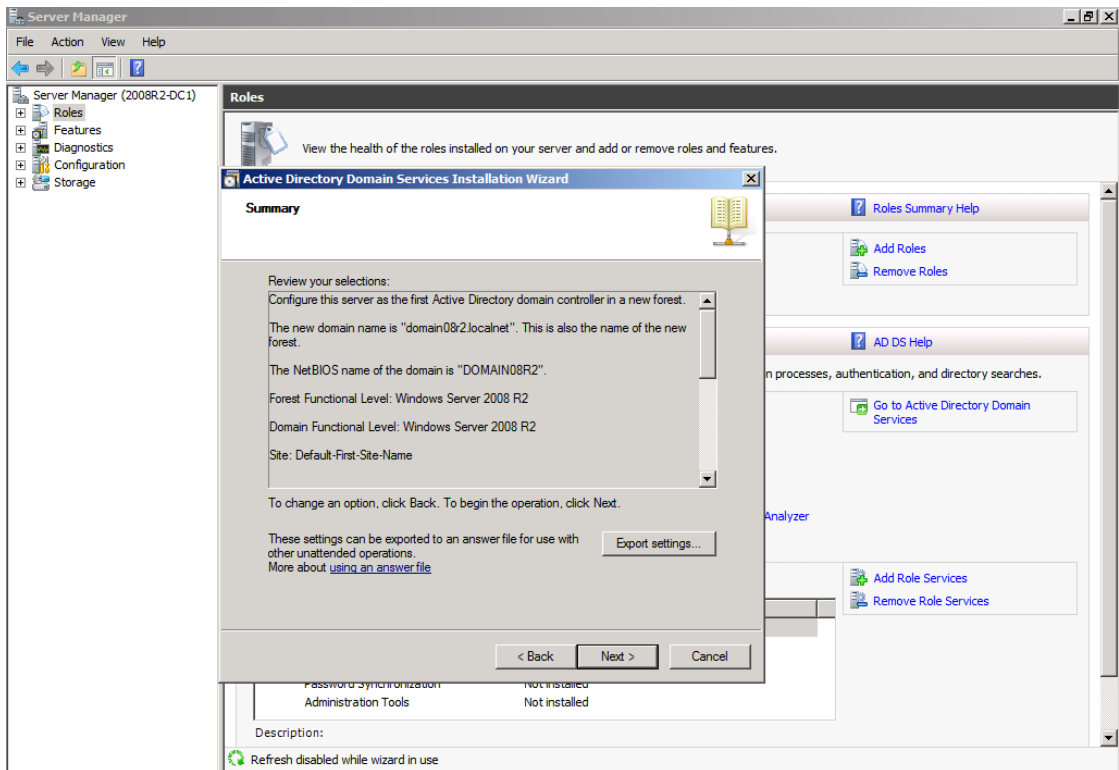 Server Manager
File Action View Help
Server Manager (2008R2-DC1)
Roles
Features
Diagnostics
Configuration
Storage
Roles
View the health of the roles installed on your server and add or remove roles and features.
Active Directory Domain Services Installation Wizard
Summary
Review your selections:
Configure this server as the first Active Directory domain controller in a new forest.
The new domain name is "domain08r2.localnet". This is also the name of the new
forest.
The NetBIOS name of the domain is "DOMAIN08R2".
Forest Functional Level: Windows Server 2008 R2
Domain Functional Level: Windows Server 2008 R2
Site: Default-First-Site-Name
To change an option, click Back. To begin the operation, click Next.
These settings can be exported to an answer file for use with
other unattended operations.
More about using an answer file
Export settings...
< Back Next > Cancel
Roles Summary Help
Add Roles
Remove Roles
AD DS Help
n processes, authentication, and directory searches.
Go to Active Directory Domain
Services
Analyzer
Add Role Services
Remove Role Services
Password Synchronization Not installed
Administration Tools Not installed
Description:
Refresh disabled while wizard in use